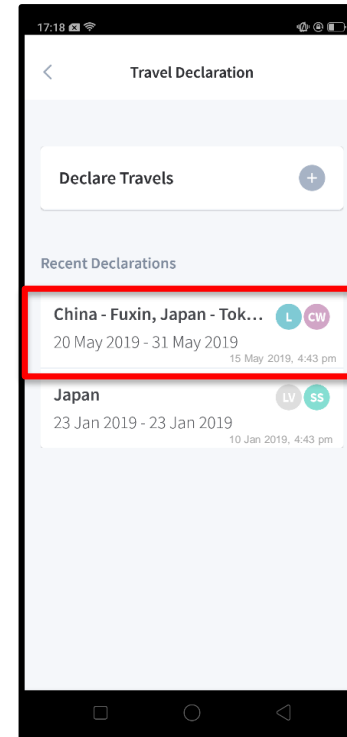 17:18
Travel Declaration
Declare Travels
Recent Declarations
China - Fuxin, Japan - Tok...
L CW
20 May 2019 - 31 May 2019
15 May 2019, 4:43 pm
Japan
LV SS
23 Jan 2019 - 23 Jan 2019
10 Jan 2019, 4:43 pm